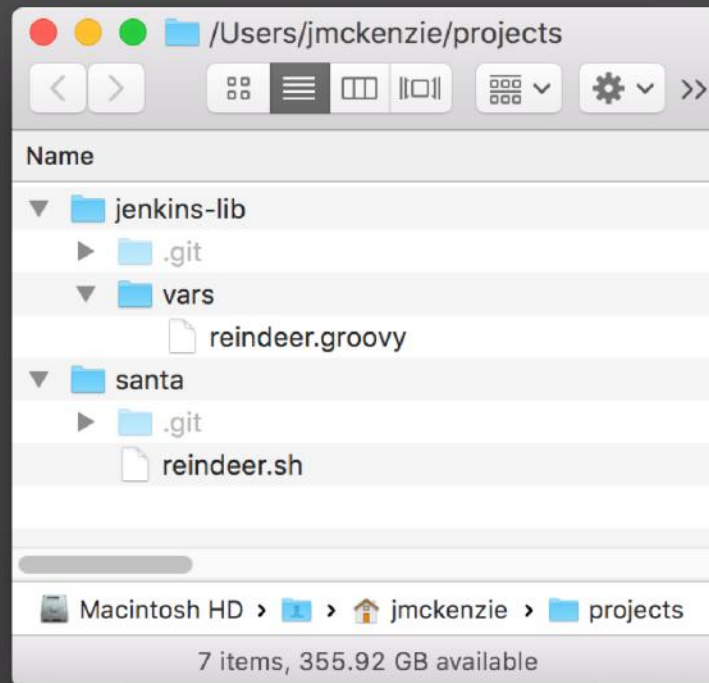 /Users/jmckenzie/projects
Name
jenkins-lib
.git
vars
reindeer.groovy
santa
.git
reindeer.sh
Macintosh HD › › jmckenzie › projects
7 items, 355.92 GB available